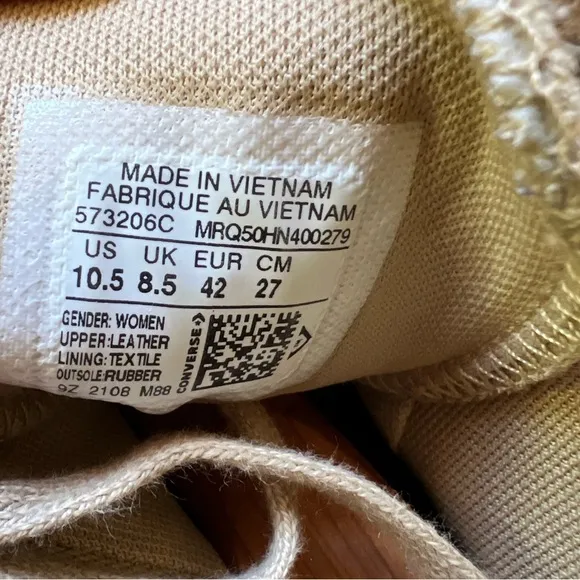 MADE IN VIETNAM
FABRIQUE AU VIETNAM
573206C MRQ50HN400279
US UK EUR CM
10.5 8.5 42 27
GENDER: WOMEN
UPPER:LEATHER
LINING:TEXTILE
OUTSOLE:RUBBER
9Z 2108 M88
CONVERSE